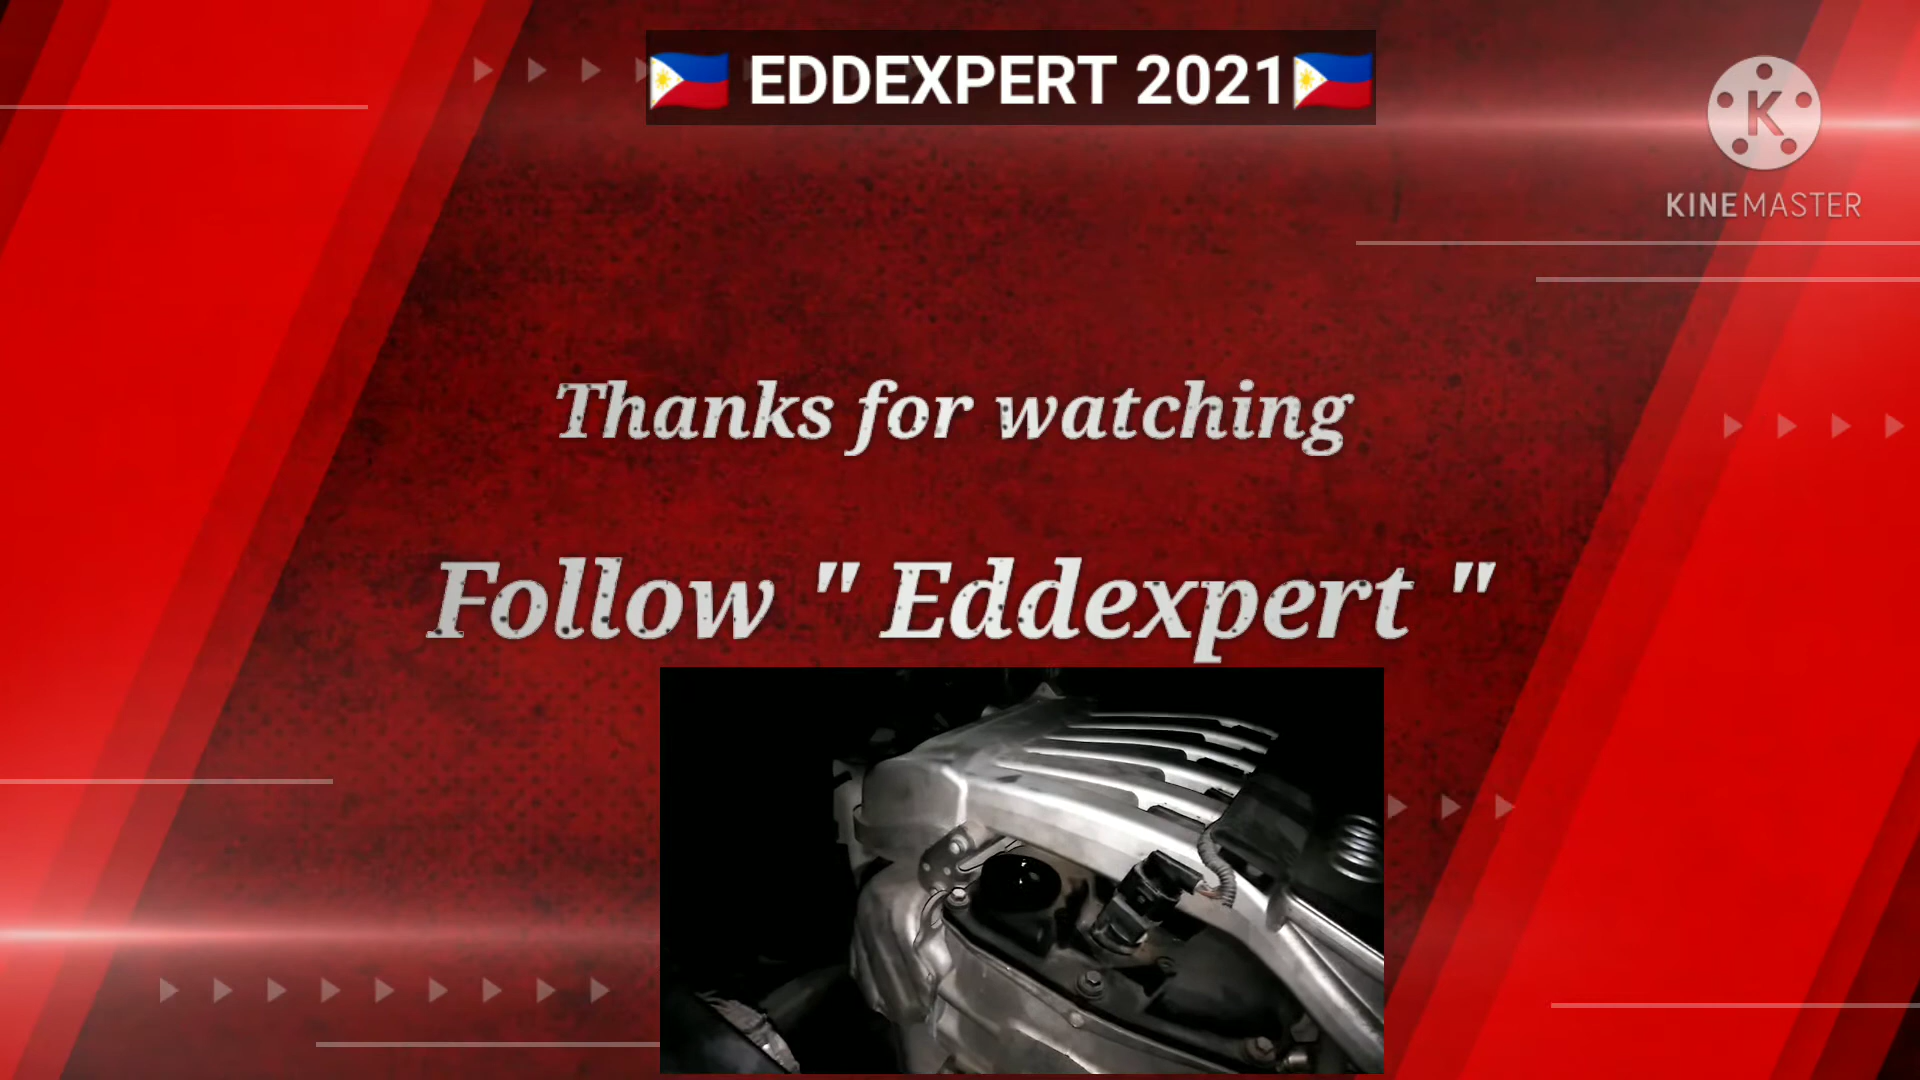 🇵🇭 EDDEXPERT 2021🇵🇭
K
KINEMASTER
Thanks for watching
Follow " Eddexpert "